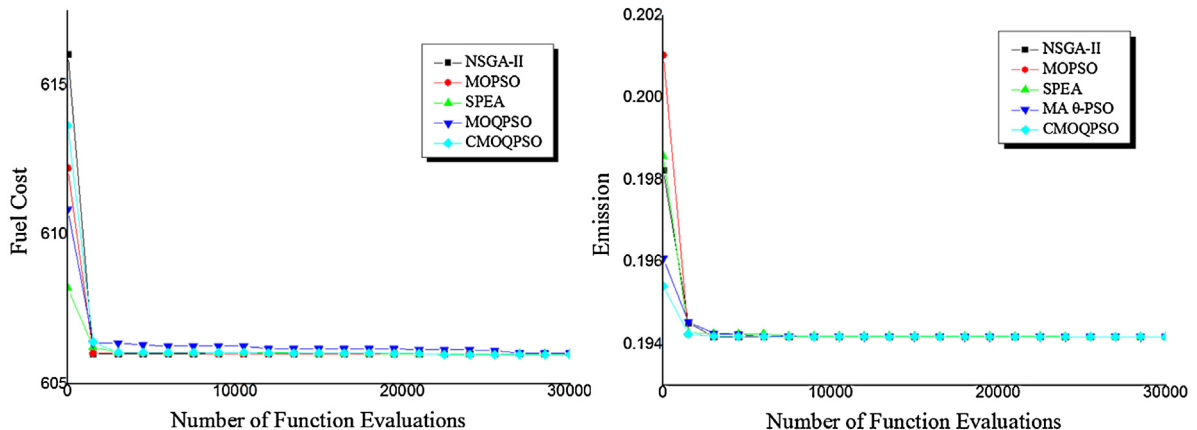 615
610
605
0
10000
20000
30000
Fuel Cost
Number of Function Evaluations
NSGA-II
MOPSO
SPEA
MOQPSO
CMOQPSO
0.202
0.200
0.198
0.196
0.194
0
10000
20000
30000
Emission
Number of Function Evaluations
NSGA-II
MOPSO
SPEA
MA θ-PSO
CMOQPSO